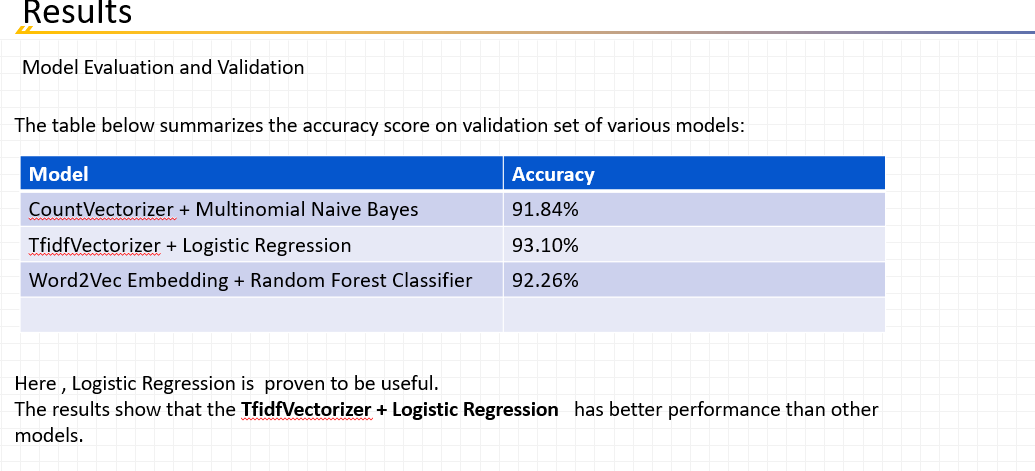 Results
Model Evaluation and Validation
The table below summarizes the accuracy score on validation set of various models:
Model Accuracy
CountVectorizer + Multinomial Naive Bayes 91.84%
TfidfVectorizer + Logistic Regression 93.10%
Word2Vec Embedding + Random Forest Classifier 92.26%
Here , Logistic Regression is  proven to be useful.
The results show that the TfidfVectorizer + Logistic Regression  has better performance than other
models.